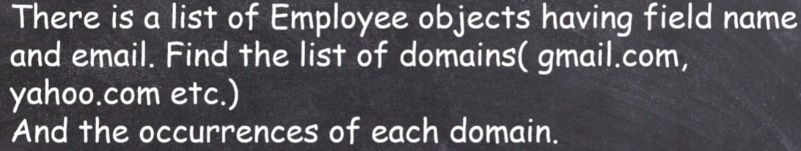 There is a list of Employee objects having field name
and email. Find the list of domains( gmail.com,
yahoo.com etc.)
And the occurrences of each domain.